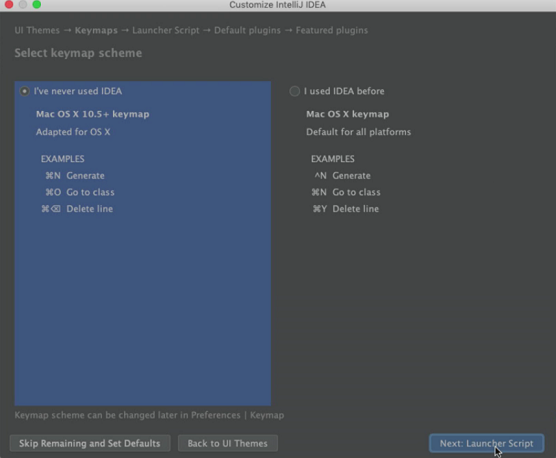 Customize IntelliJ IDEA
UI Themes → Keymaps → Launcher Script → Default plugins → Featured plugins
Select keymap scheme
I've never used IDEA
Mac OS X 10.5+ keymap
Adapted for OS X
EXAMPLES
⌘N Generate
⌘O Go to class
⌘⌫ Delete line
I used IDEA before
Mac OS X keymap
Default for all platforms
EXAMPLES
^N Generate
⌘N Go to class
⌘Y Delete line
Keymap scheme can be changed later in Preferences | Keymap
Skip Remaining and Set Defaults
Back to UI Themes
Next: Launcher Script